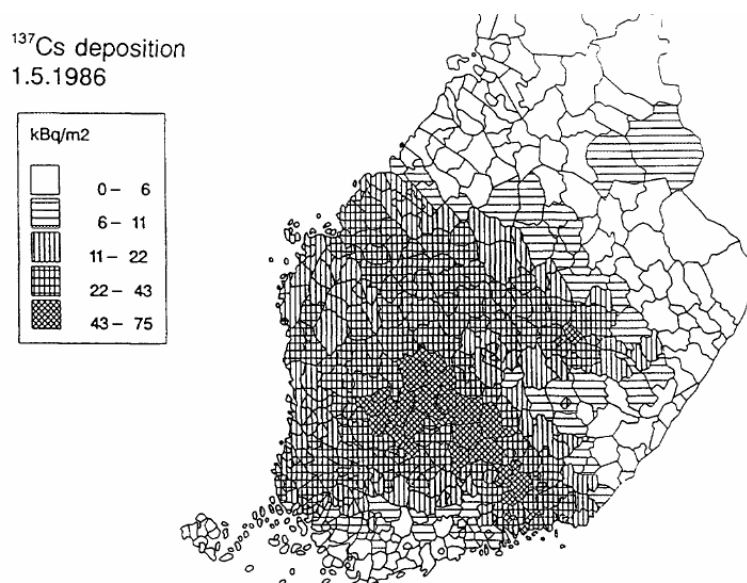 ¹³⁷Cs deposition
1.5.1986
kBq/m2
0 – 6
6 – 11
11 – 22
22 – 43
43 – 75